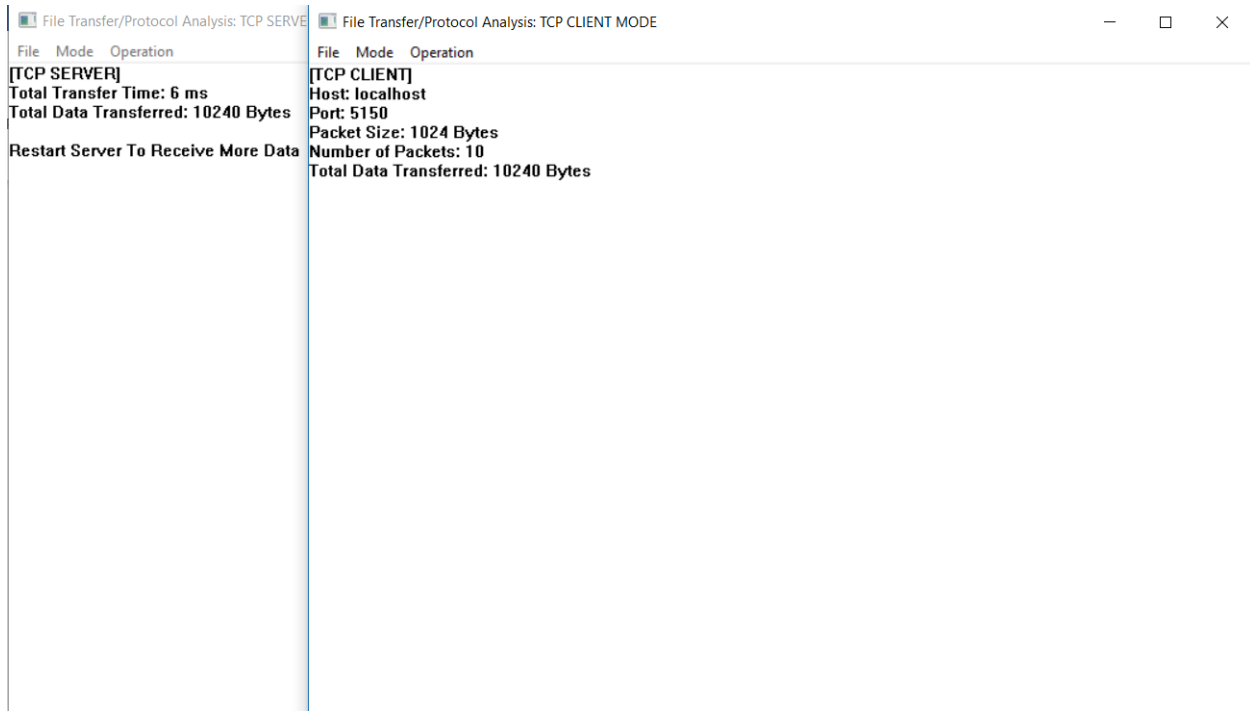 File Transfer/Protocol Analysis: TCP SERVE
File Mode Operation
[TCP SERVER]
Total Transfer Time: 6 ms
Total Data Transferred: 10240 Bytes
Restart Server To Receive More Data
File Transfer/Protocol Analysis: TCP CLIENT MODE
File Mode Operation
[TCP CLIENT]
Host: localhost
Port: 5150
Packet Size: 1024 Bytes
Number of Packets: 10
Total Data Transferred: 10240 Bytes